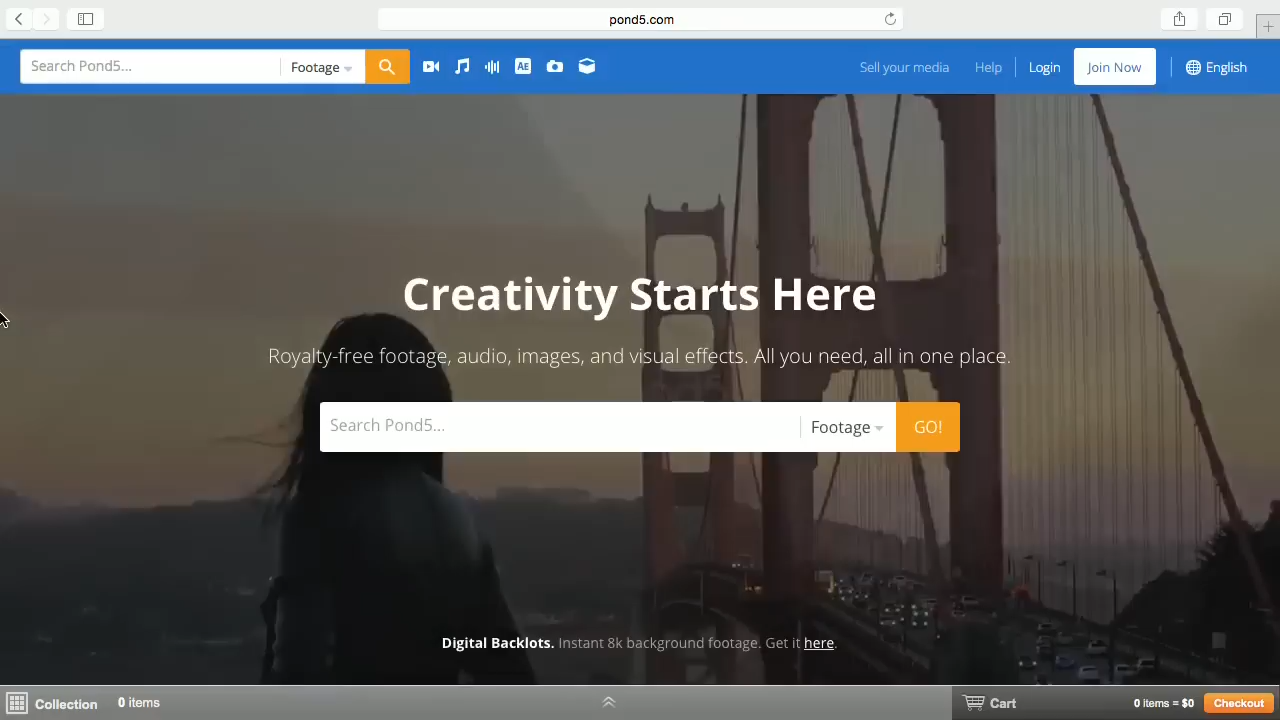 pond5.com
Search Pond5...
Footage
AE
Sell your media
Help
Login
Join Now
English
Creativity Starts Here
Royalty-free footage, audio, images, and visual effects. All you need, all in one place.
Search Pond5...
Footage
GO!
Digital Backlots. Instant 8k background footage. Get it here.
Collection
0 items
Cart
0 items = $0
Checkout